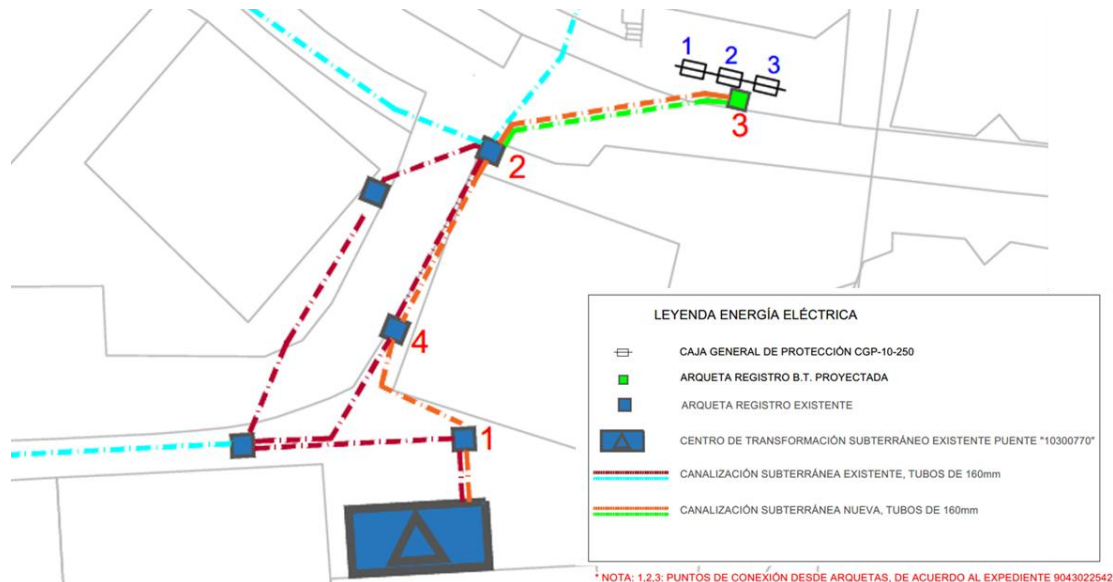 1
2
3
3
2
4
1
LEYENDA ENERGÍA ELÉCTRICA
CAJA GENERAL DE PROTECCIÓN CGP-10-250
ARQUETA REGISTRO B.T. PROYECTADA
ARQUETA REGISTRO EXISTENTE
CENTRO DE TRANSFORMACIÓN SUBTERRÁNEO EXISTENTE PUENTE "10300770"
CANALIZACIÓN SUBTERRÁNEA EXISTENTE, TUBOS DE 160mm
CANALIZACIÓN SUBTERRÁNEA NUEVA, TUBOS DE 160mm
* NOTA: 1,2,3: PUNTOS DE CONEXIÓN DESDE ARQUETAS, DE ACUERDO AL EXPEDIENTE 9043022542